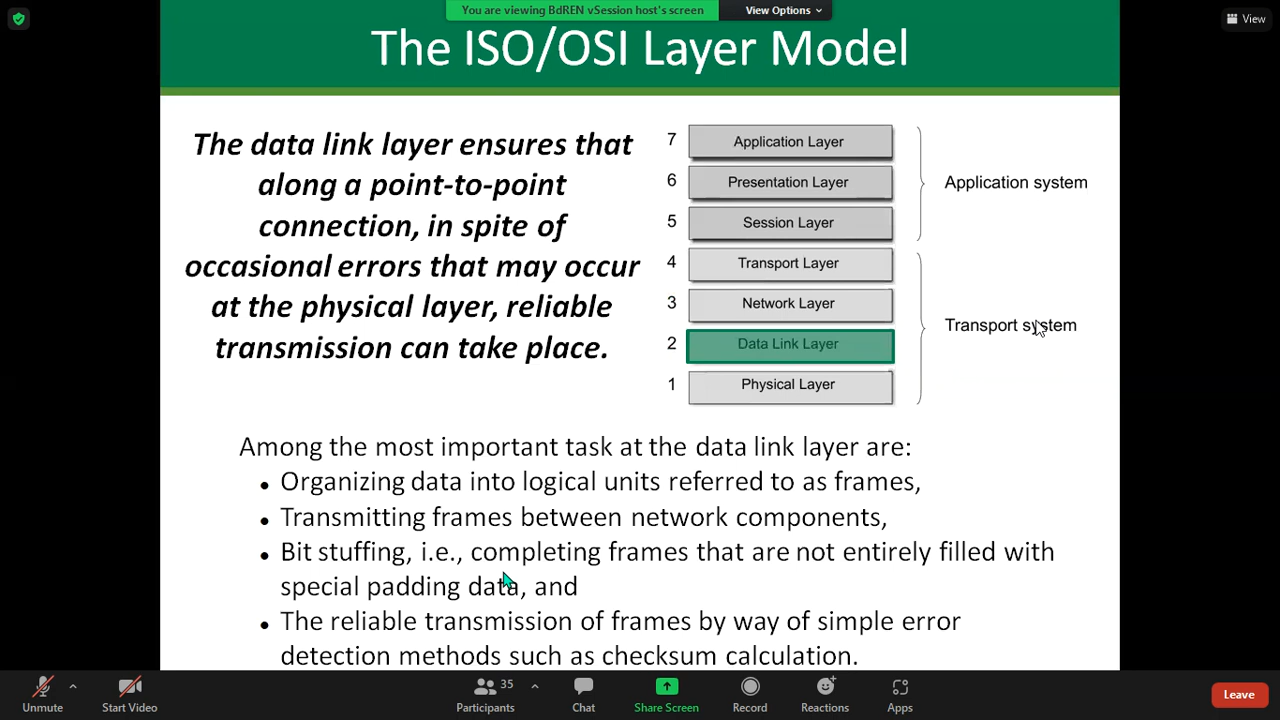 You are viewing BdREN vSession host's screen
View Options
View
The ISO/OSI Layer Model
The data link layer ensures that
along a point-to-point
connection, in spite of
occasional errors that may occur
at the physical layer, reliable
transmission can take place.
7 Application Layer
6 Presentation Layer
5 Session Layer
Application system
4 Transport Layer
3 Network Layer
2 Data Link Layer
1 Physical Layer
Transport system
Among the most important task at the data link layer are:
• Organizing data into logical units referred to as frames,
• Transmitting frames between network components,
• Bit stuffing, i.e., completing frames that are not entirely filled with
special padding data, and
• The reliable transmission of frames by way of simple error
detection methods such as checksum calculation.
Unmute
Start Video
35
Participants
Chat
Share Screen
Record
Reactions
Apps
Leave